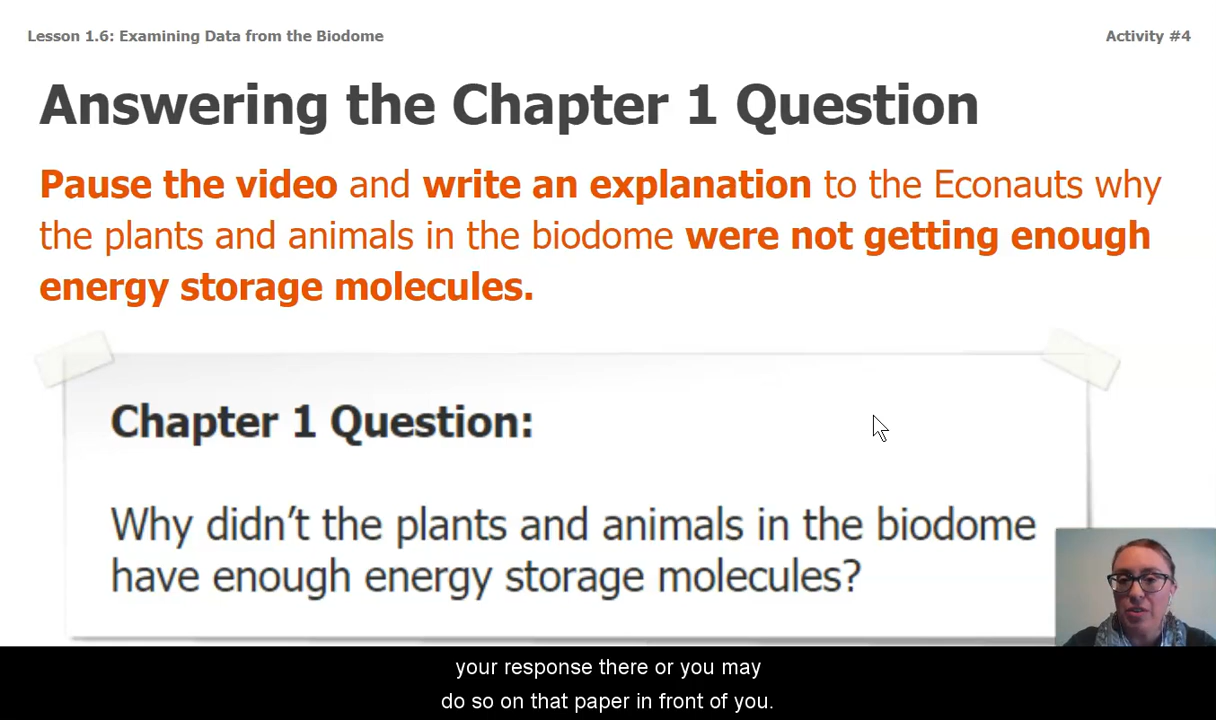 Lesson 1.6: Examining Data from the Biodome
Activity #4
Answering the Chapter 1 Question
Pause the video and write an explanation to the Econauts why
the plants and animals in the biodome were not getting enough
energy storage molecules.
Chapter 1 Question:
Why didn’t the plants and animals in the biodome
have enough energy storage molecules?
your response there or you may
do so on that paper in front of you.